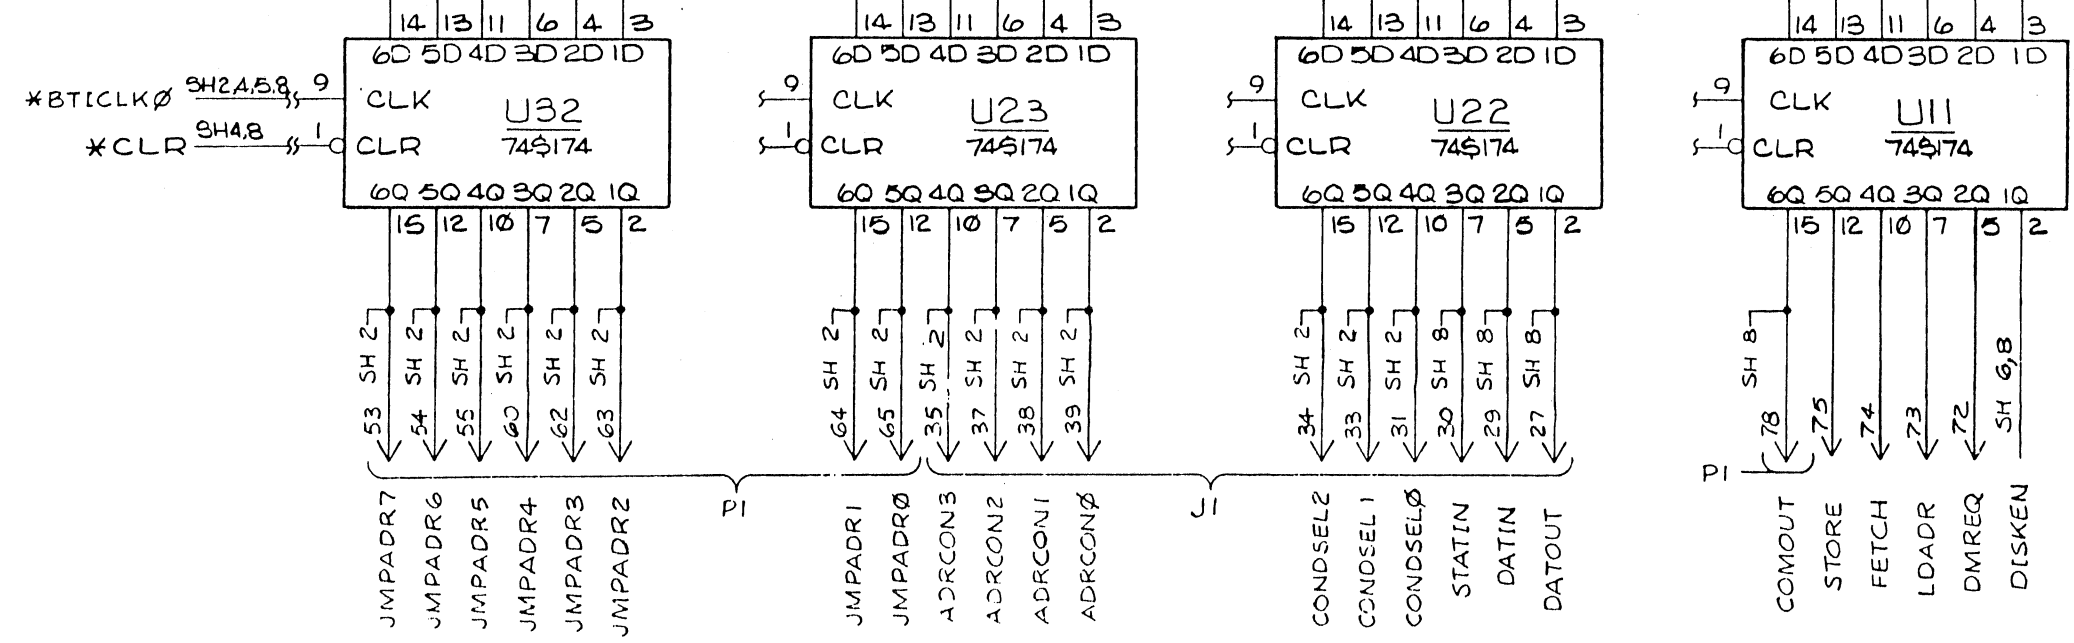 14 13 11 6 4 3 14 13 11 6 4 3 14 13 11 6 4 3 14 13 11 6 4 3
6D 5D 4D 3D 2D 1D 6D 5D 4D 3D 2D 1D 6D 5D 4D 3D 2D 1D 6D 5D 4D 3D 2D 1D
*BTICLKØ SH2,4,5,8 9 CLK U32 9 CLK U23 9 CLK U22 9 CLK U11
*CLR SH4,8 1 CLR 74S174 1 CLR 74S174 1 CLR 74S174 1 CLR 74S174
6Q 5Q 4Q 3Q 2Q 1Q 6Q 5Q 4Q 3Q 2Q 1Q 6Q 5Q 4Q 3Q 2Q 1Q 6Q 5Q 4Q 3Q 2Q 1Q
15 12 1Ø 7 5 2 15 12 1Ø 7 5 2 15 12 10 7 5 2 15 12 1Ø 7 5 2
SH 2 SH 2 SH 2 SH 2 SH 2 SH 2 SH 2 SH 2 SH 2 SH 2 SH 2 SH 2 SH 2 SH 2 SH 2 SH 8 SH 8 SH 8 SH 8 SH 6,8
53 54 55 60 62 63 64 65 35 37 38 39 34 33 31 30 29 27 78 75 74 73 72
P1 J1 P1
JMPADR7
JMPADR6
JMPADR5
JMPADR4
JMPADR3
JMPADR2
JMPADR1
JMPADRØ
ADRCON3
ADRCON2
ADRCON1
ADRCONØ
CONDSEL2
CONDSEL1
CONDSELØ
STATIN
DATIN
DATOUT
COMOUT
STORE
FETCH
LDADR
DMREQ
DISKEN